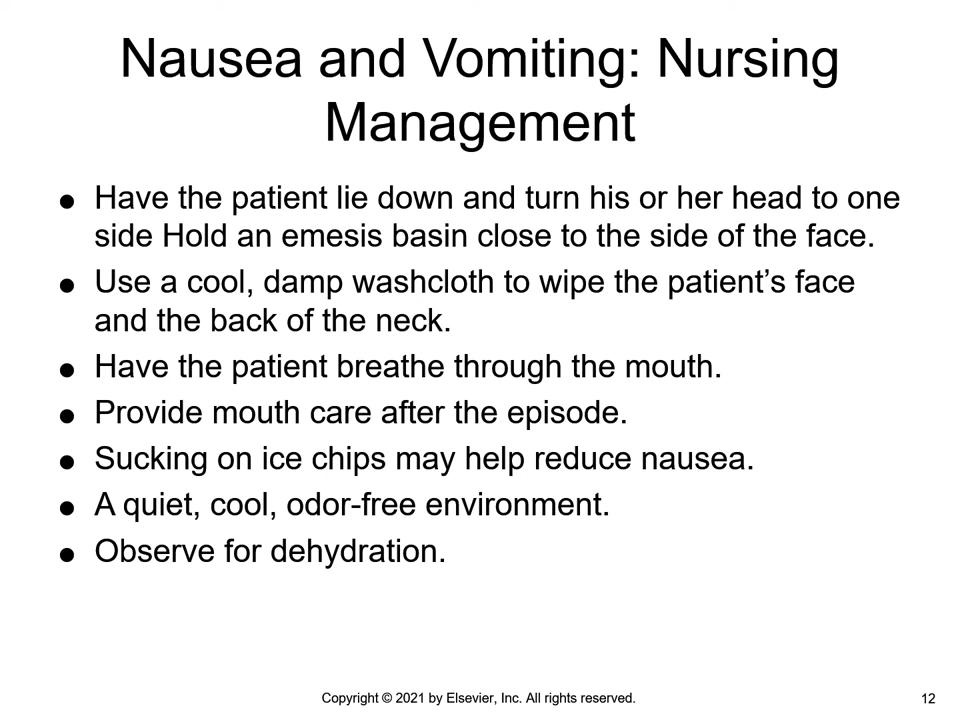 Nausea and Vomiting: Nursing
Management
● Have the patient lie down and turn his or her head to one
side Hold an emesis basin close to the side of the face.
● Use a cool, damp washcloth to wipe the patient’s face
and the back of the neck.
● Have the patient breathe through the mouth.
● Provide mouth care after the episode.
● Sucking on ice chips may help reduce nausea.
● A quiet, cool, odor-free environment.
● Observe for dehydration.
Copyright © 2021 by Elsevier, Inc. All rights reserved.
12